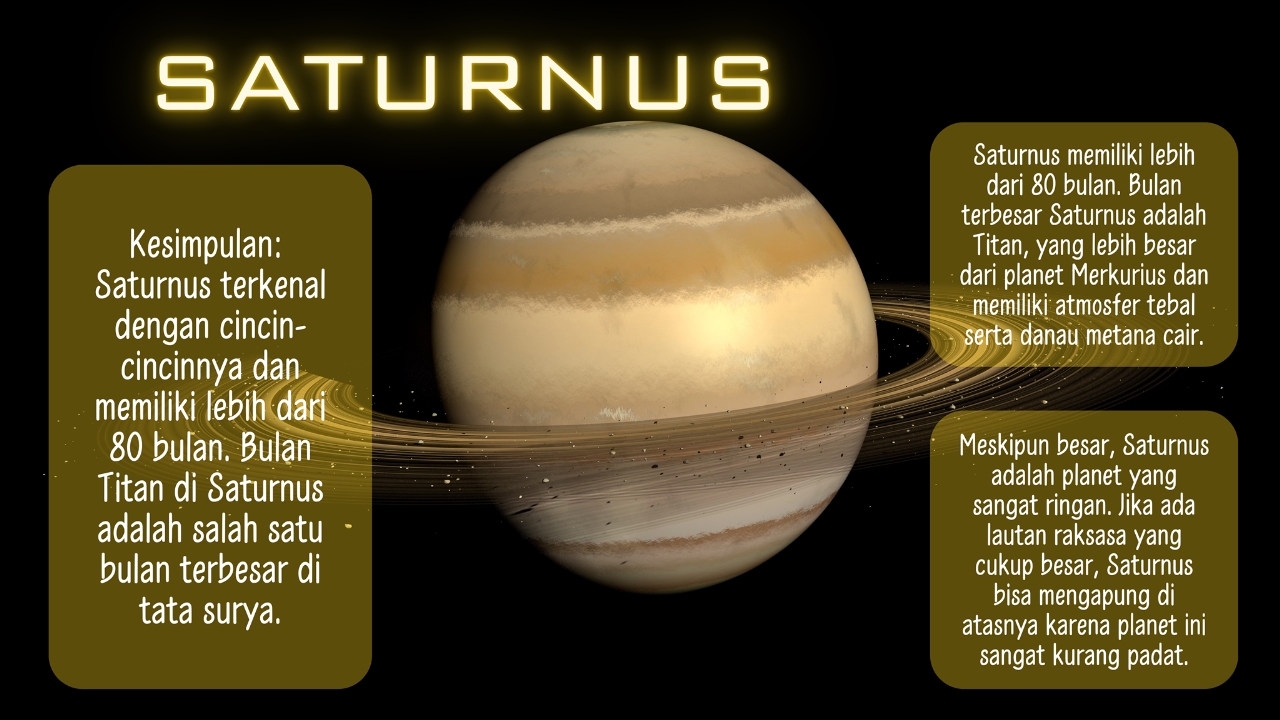 SATURNUS
Kesimpulan:
Saturnus terkenal
dengan cincin-
cincinnya dan
memiliki lebih dari
80 bulan. Bulan
Titan di Saturnus
adalah salah satu
bulan terbesar di
tata surya.
Saturnus memiliki lebih
dari 80 bulan. Bulan
terbesar Saturnus adalah
Titan, yang lebih besar
dari planet Merkurius dan
memiliki atmosfer tebal
serta danau metana cair.
Meskipun besar, Saturnus
adalah planet yang
sangat ringan. Jika ada
lautan raksasa yang
cukup besar, Saturnus
bisa mengapung di
atasnya karena planet ini
sangat kurang padat.